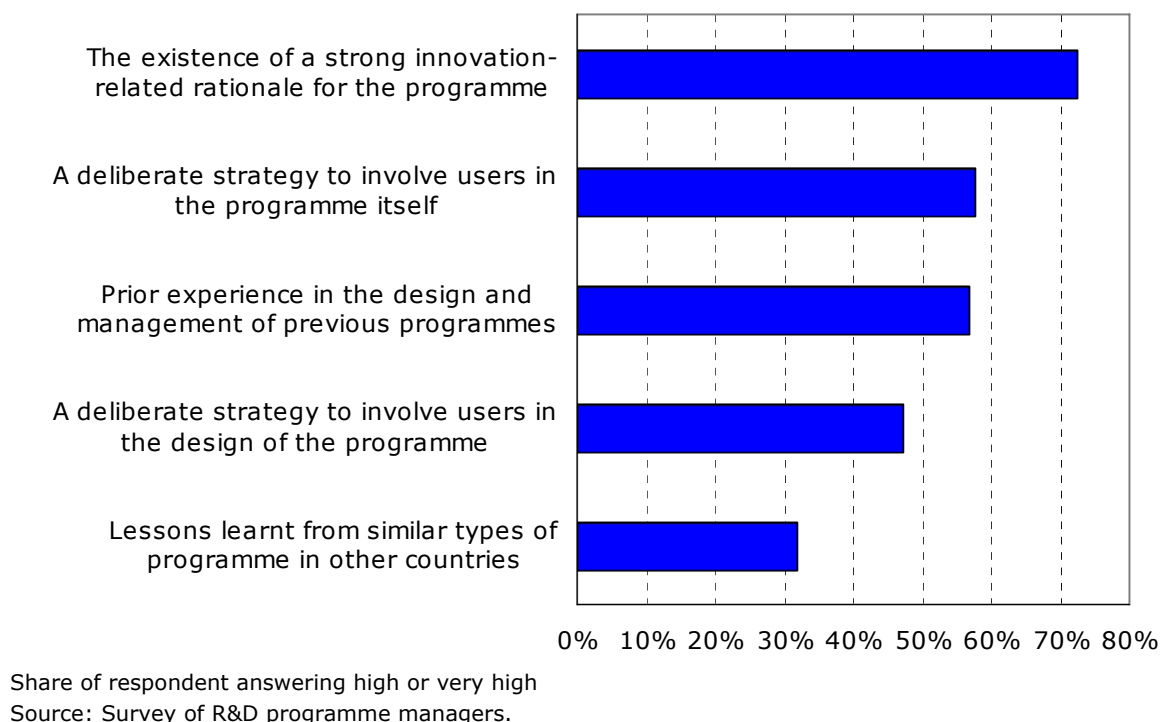 The existence of a strong innovation-
related rationale for the programme
A deliberate strategy to involve users in
the programme itself
Prior experience in the design and
management of previous programmes
A deliberate strategy to involve users in
the design of the programme
Lessons learnt from similar types of
programme in other countries
0% 10% 20% 30% 40% 50% 60% 70% 80%
Share of respondent answering high or very high
Source: Survey of R&D programme managers.